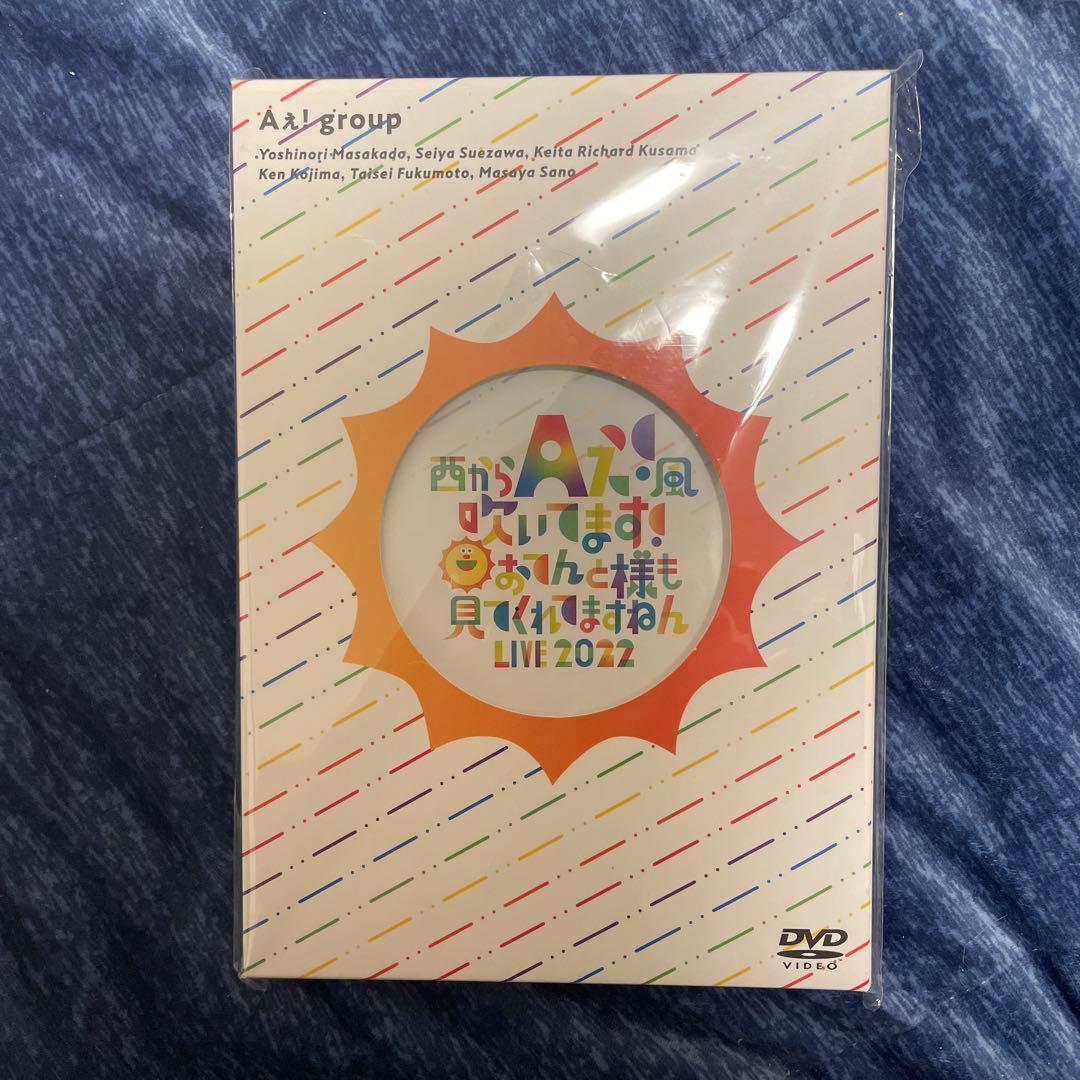 Aぇ! group
Yoshinori Masakado, Seiya Suezawa, Keita Richard Kusama
Ken Kojima, Taisei Fukumoto, Masaya Sano
西からAぇ風
吹いてます!
おてんと様も
見てくれてますねん
LIVE 2022
DVD
VIDEO™